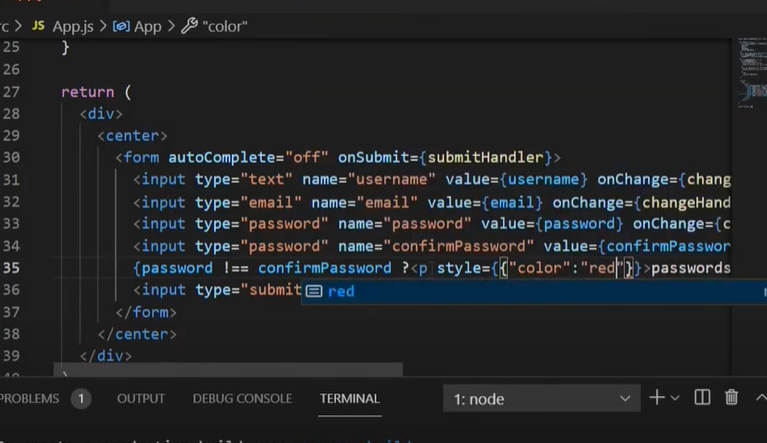 rc > JS App.js > App > "color"
25 }
26
27 return (
28 <div>
29 <center>
30 <form autoComplete="off" onSubmit={submitHandler}>
31 <input type="text" name="username" value={username} onChange={chang
32 <input type="email" name="email" value={email} onChange={changeHand
33 <input type="password" name="password" value={password} onChange={c
34 <input type="password" name="confirmPassword" value={confirmPasswor
35 {password !== confirmPassword ?<p style={{"color":"red"}}>passwords
36 <input type="submit
red
37 </form>
38 </center>
39 </div>
PROBLEMS 1 OUTPUT DEBUG CONSOLE TERMINAL 1: node